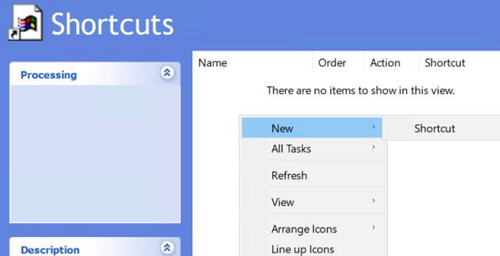 Shortcuts
Processing
Name Order Action Shortcut
There are no items to show in this view.
New Shortcut
All Tasks
Refresh
View
Arrange Icons
Line up Icons
Description